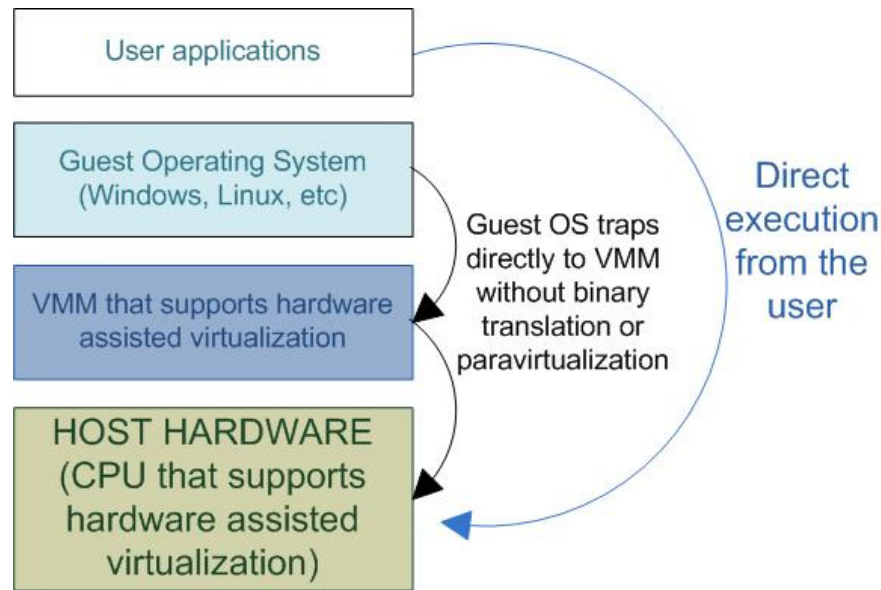 User applications
Guest Operating System
(Windows, Linux, etc)
VMM that supports hardware
assisted virtualization
HOST HARDWARE
(CPU that supports
hardware assisted
virtualization)
Guest OS traps
directly to VMM
without binary
translation or
paravirtualization
Direct
execution
from the
user